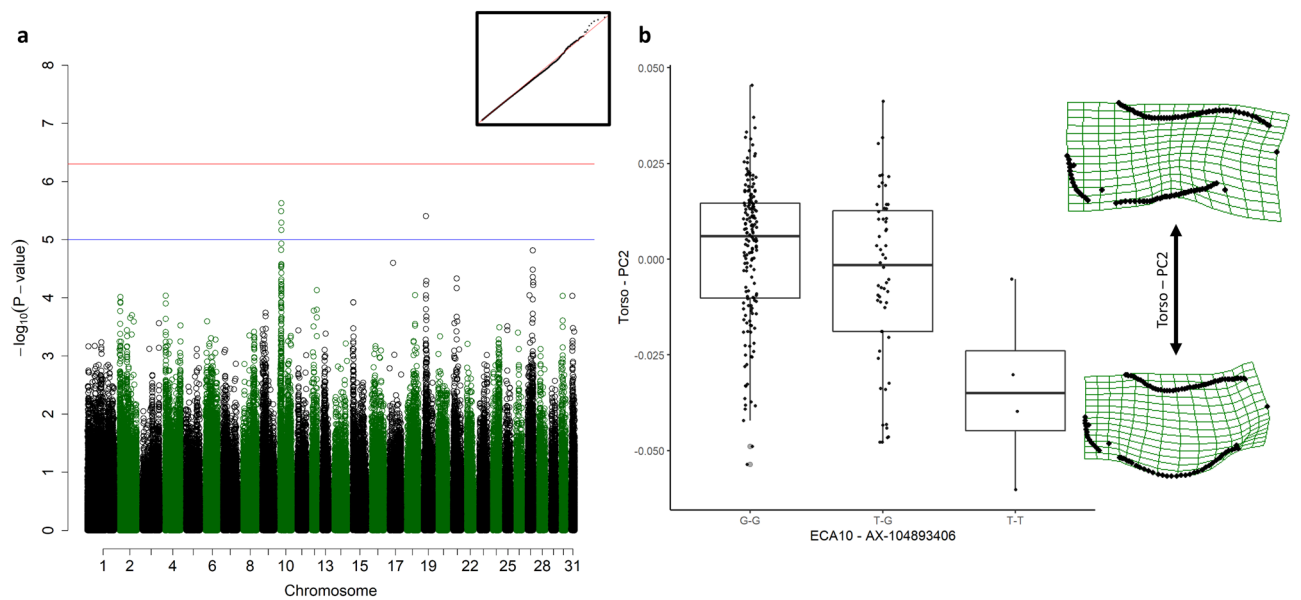 a
8
7
6
5
4
3
2
1
0
−log₁₀(P − value)
1 2 4 6 8 10 13 15 17 19 22 25 28 31
Chromosome
b
0.050
0.025
0.000
-0.025
-0.050
Torso - PC2
G-G T-G T-T
ECA10 - AX-104893406
Torso – PC2